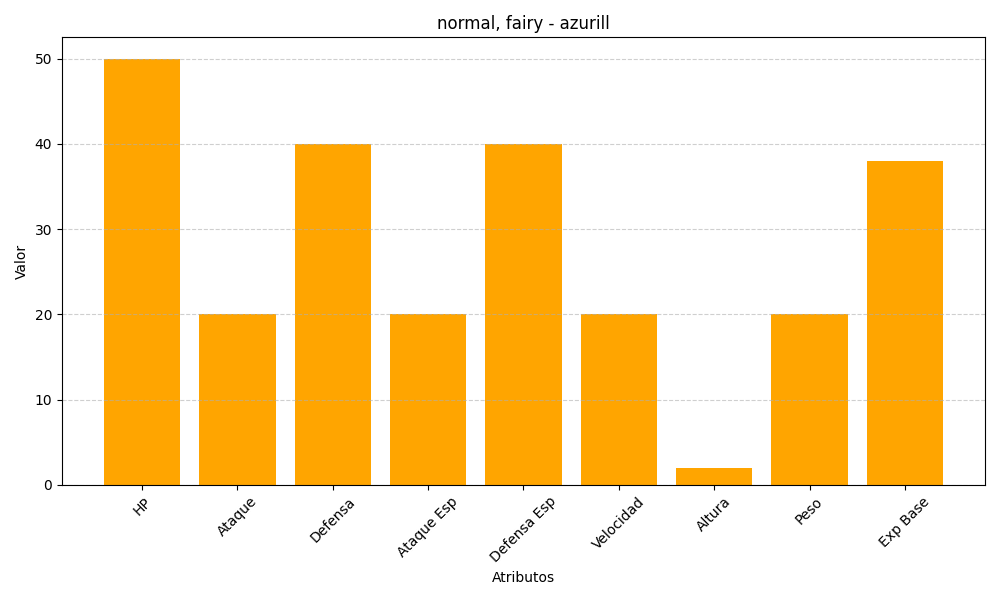 normal, fairy - azurill
Valor
50
40
30
20
10
0
HP
Ataque
Defensa
Ataque Esp
Defensa Esp
Velocidad
Altura
Peso
Exp Base
Atributos